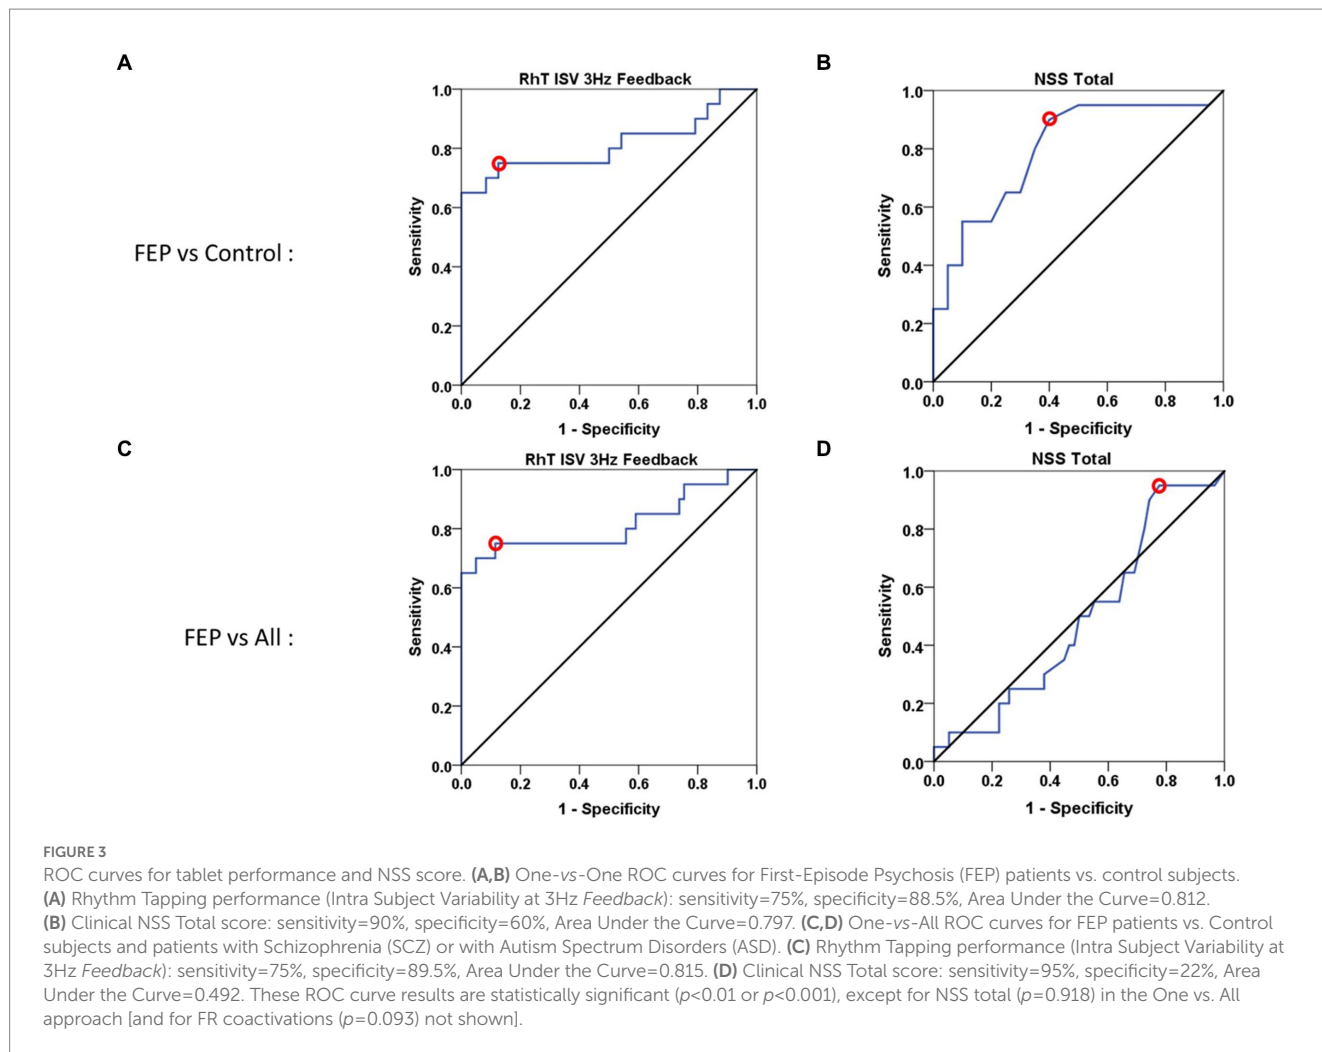 A
RhT ISV 3Hz Feedback
1.0
0.8
0.6
0.4
0.2
0.0
Sensitivity
0.0 0.2 0.4 0.6 0.8 1.0
1 - Specificity
B
NSS Total
1.0
0.8
0.6
0.4
0.2
0.0
Sensitivity
0.0 0.2 0.4 0.6 0.8 1.0
1 - Specificity
FEP vs Control :
C
RhT ISV 3Hz Feedback
1.0
0.8
0.6
0.4
0.2
0.0
Sensitivity
0.0 0.2 0.4 0.6 0.8 1.0
1 - Specificity
D
NSS Total
1.0
0.8
0.6
0.4
0.2
0.0
Sensitivity
0.0 0.2 0.4 0.6 0.8 1.0
1 - Specificity
FEP vs All :
FIGURE 3
ROC curves for tablet performance and NSS score. (A,B) One-vs-One ROC curves for First-Episode Psychosis (FEP) patients vs. control subjects.
(A) Rhythm Tapping performance (Intra Subject Variability at 3Hz Feedback): sensitivity=75%, specificity=88.5%, Area Under the Curve=0.812.
(B) Clinical NSS Total score: sensitivity=90%, specificity=60%, Area Under the Curve=0.797. (C,D) One-vs-All ROC curves for FEP patients vs. Control
subjects and patients with Schizophrenia (SCZ) or with Autism Spectrum Disorders (ASD). (C) Rhythm Tapping performance (Intra Subject Variability at
3Hz Feedback): sensitivity=75%, specificity=89.5%, Area Under the Curve=0.815. (D) Clinical NSS Total score: sensitivity=95%, specificity=22%, Area
Under the Curve=0.492. These ROC curve results are statistically significant (p<0.01 or p<0.001), except for NSS total (p=0.918) in the One vs. All
approach [and for FR coactivations (p=0.093) not shown].